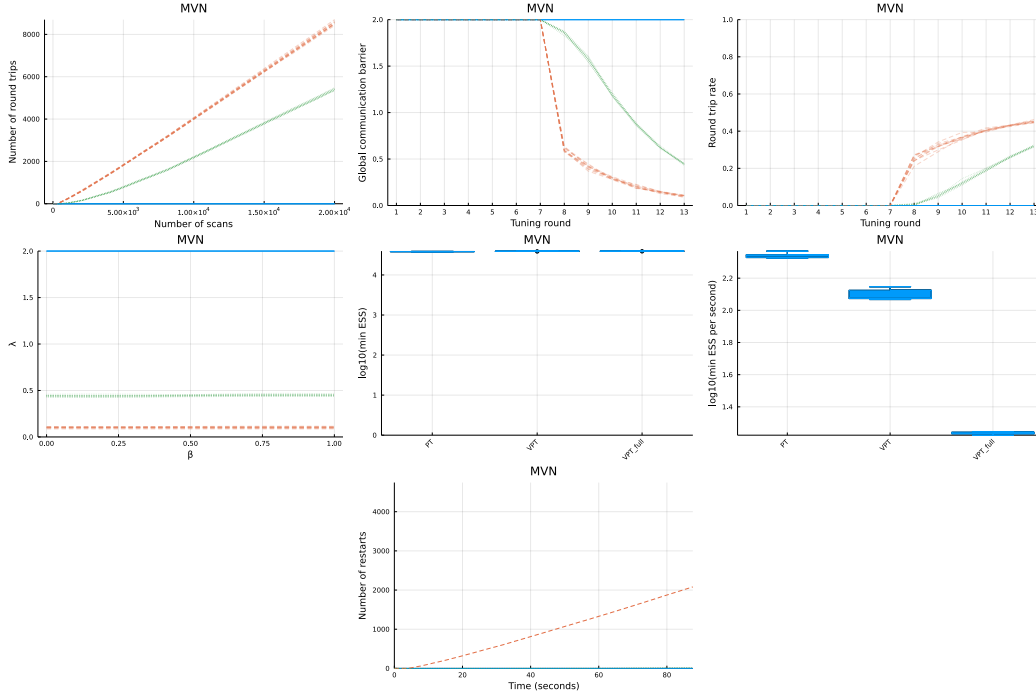 MVN
Number of round trips
8000
6000
4000
2000
0
0 5.000×10³ 1.00×10⁴ 1.50×10⁴ 2.00×10⁴
Number of scans
MVN
Global communication barrier
2.0
1.5
1.0
0.5
0.0
1 2 3 4 5 6 7 8 9 10 11 12 13
Tuning round
MVN
Round trip rate
1.0
0.8
0.6
0.4
0.2
0.0
1 2 3 4 5 6 7 8 9 10 11 12 13
Tuning round
MVN
λ
2.0
1.5
1.0
0.5
0.0
0.00 0.25 0.50 0.75 1.00
β
MVN
log10(min ESS)
4
3
2
1
0
PT VPT VPT_full
MVN
log10(min ESS per second)
2.2
2.0
1.8
1.6
1.4
PT VPT VPT_full
MVN
Number of restarts
4000
3000
2000
1000
0
0 20 40 60 80
Time (seconds)